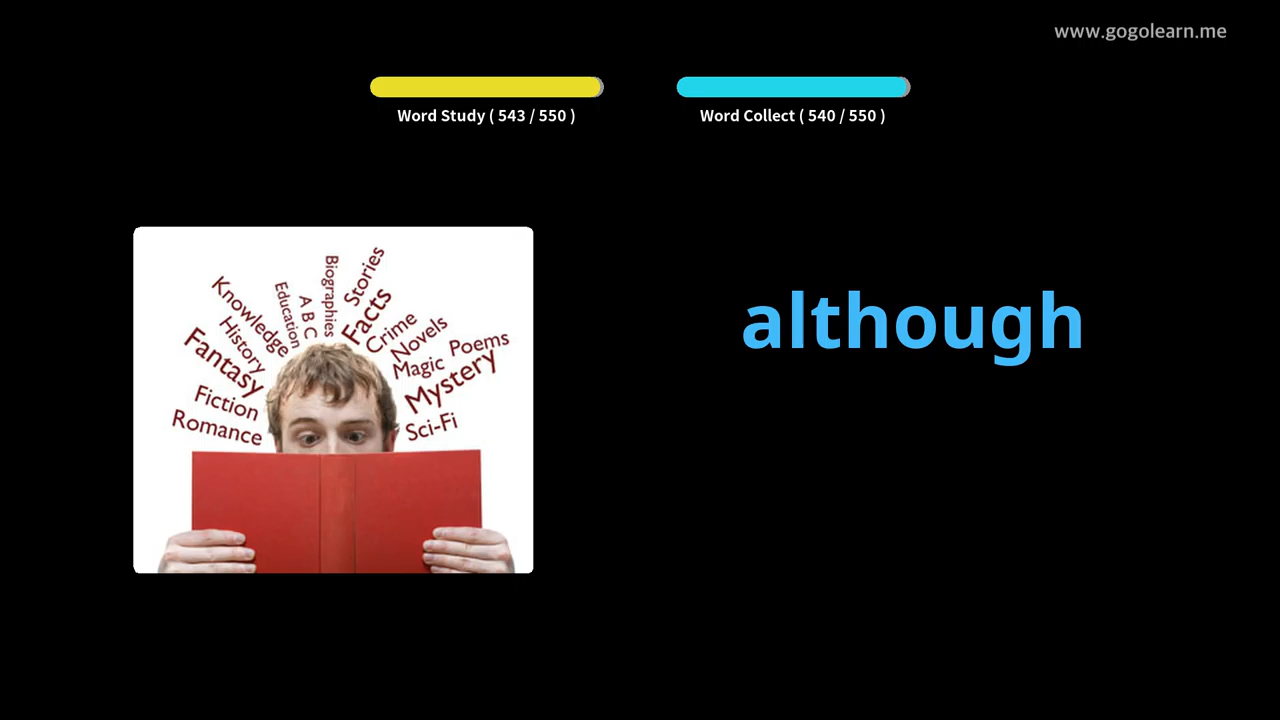 www.gogolearn.me
Word Study ( 543 / 550 )
Word Collect ( 540 / 550 )
Biographies
Stories
Education
A B C
Facts
Knowledge
Crime
History
Novels
Poems
Fantasy
Magic
Mystery
Fiction
Romance
Sci-Fi
although